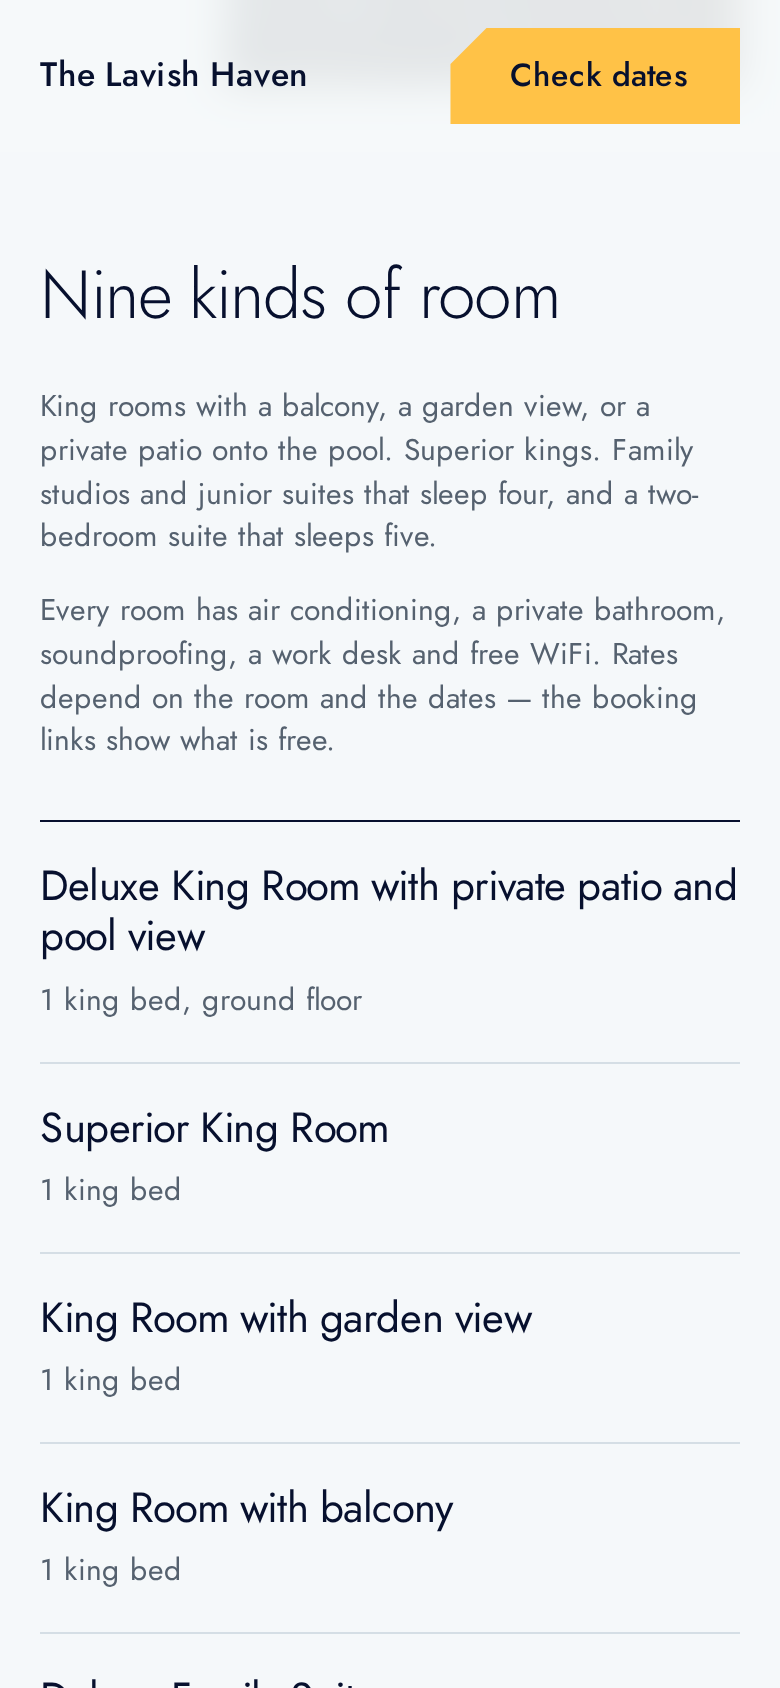 The Lavish Haven
Check dates
Nine kinds of room
King rooms with a balcony, a garden view, or a
private patio onto the pool. Superior kings. Family
studios and junior suites that sleep four, and a two-
bedroom suite that sleeps five.
Every room has air conditioning, a private bathroom,
soundproofing, a work desk and free WiFi. Rates
depend on the room and the dates — the booking
links show what is free.
Deluxe King Room with private patio and
pool view
1 king bed, ground floor
Superior King Room
1 king bed
King Room with garden view
1 king bed
King Room with balcony
1 king bed